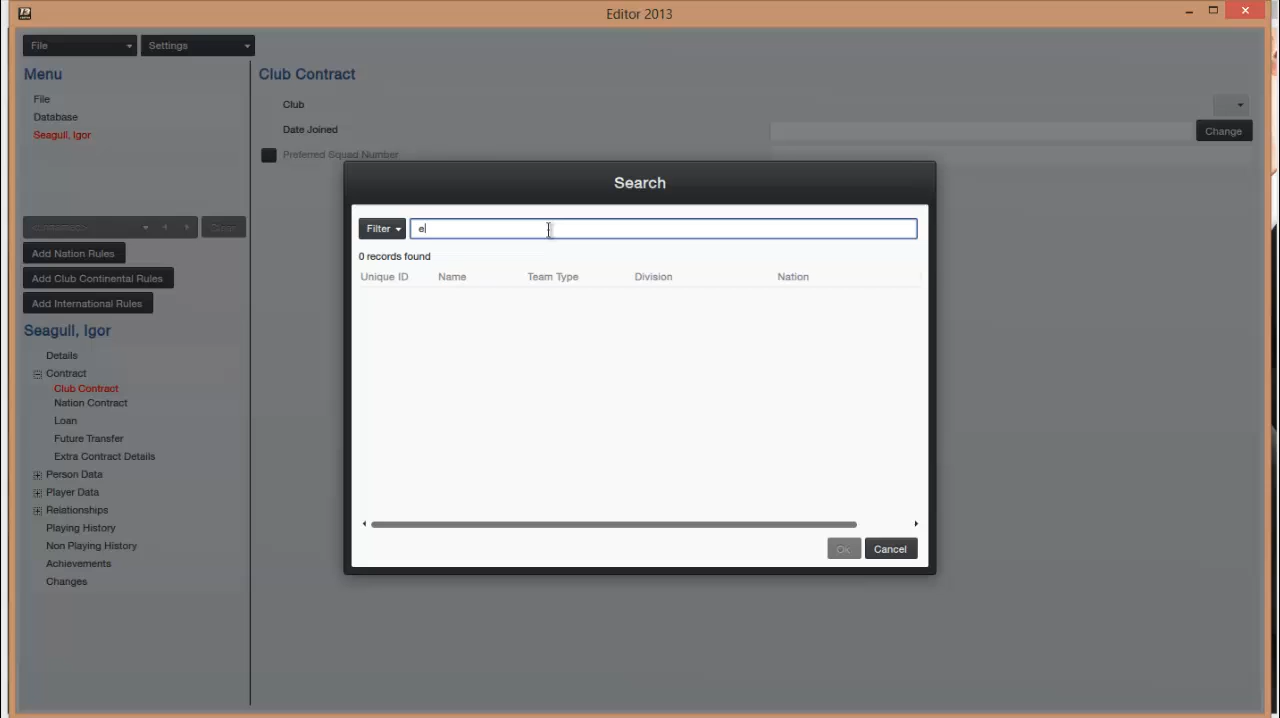 Editor 2013
File Settings
Menu
File
Database
Seagull, Igor
Add Nation Rules
Add Club Continental Rules
Add International Rules
Seagull, Igor
Details
Contract
Club Contract
Nation Contract
Loan
Future Transfer
Extra Contract Details
Person Data
Player Data
Relationships
Playing History
Non Playing History
Achievements
Changes
Club Contract
Club
Date Joined Change
Preferred Squad Number
Search
Filter e
0 records found
Unique ID Name Team Type Division Nation
Ok Cancel